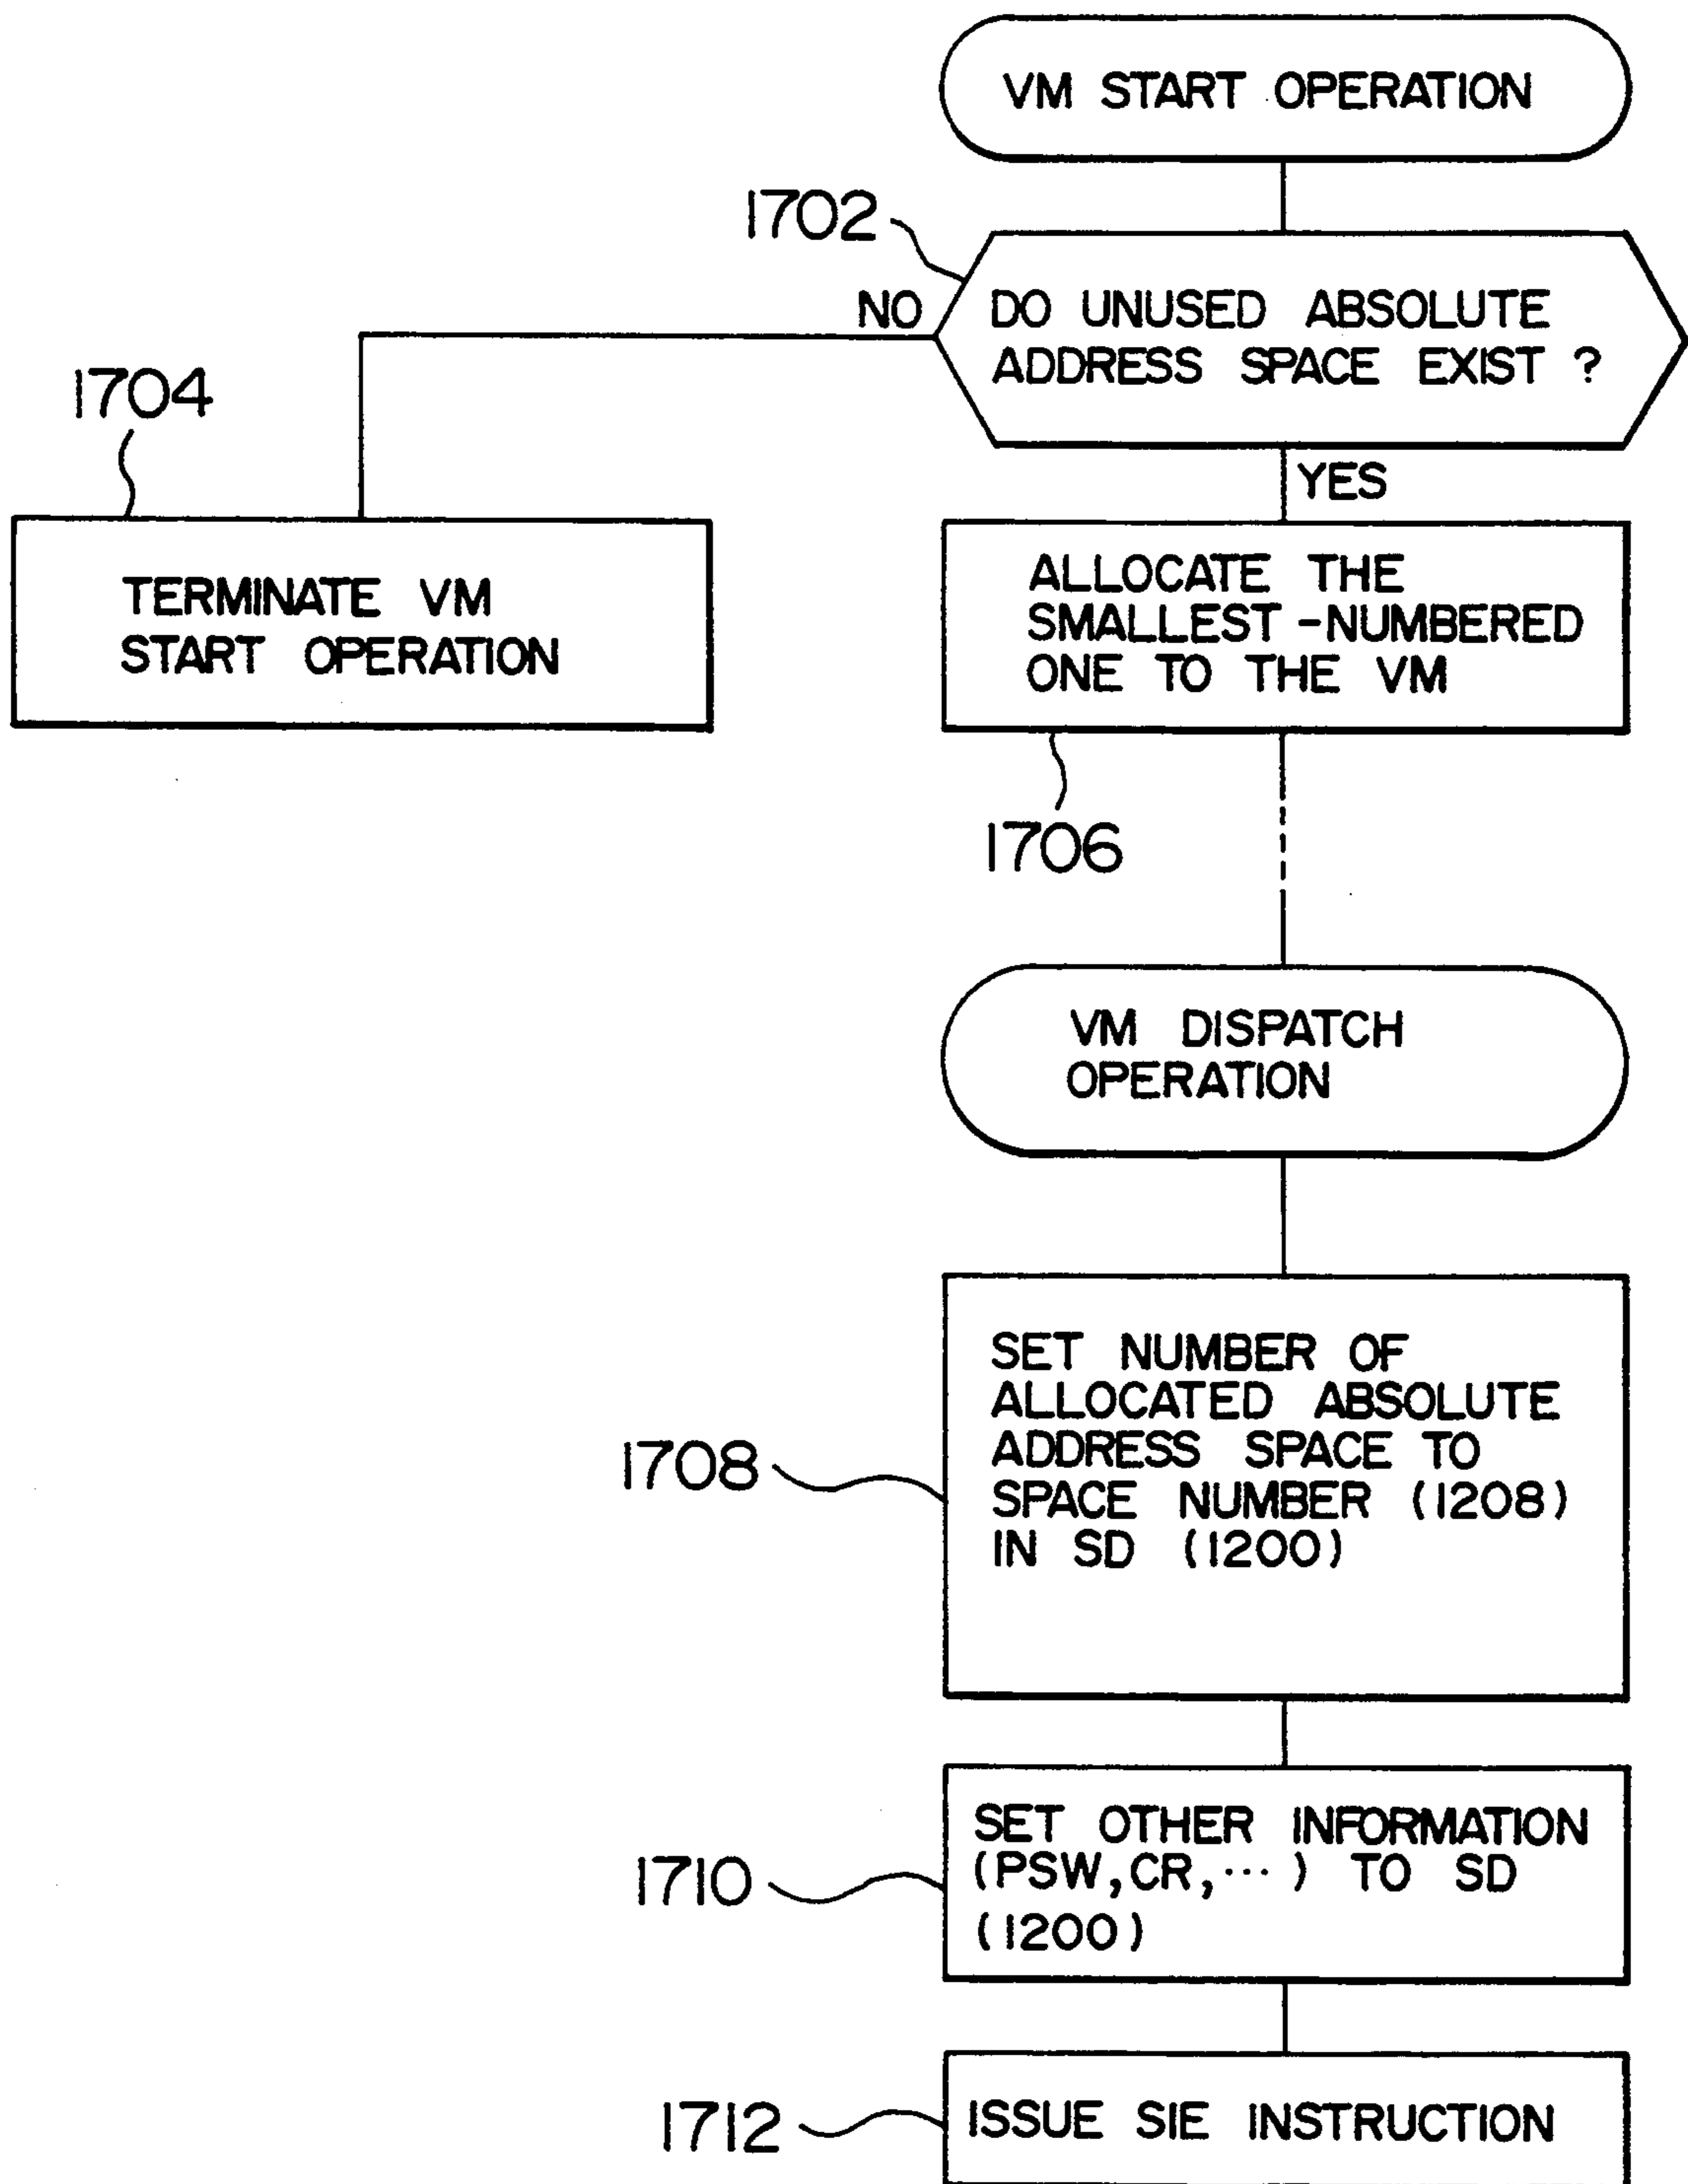 VM START OPERATION
1702
NO
DO UNUSED ABSOLUTE
ADDRESS SPACE EXIST ?
1704
YES
TERMINATE VM
START OPERATION
ALLOCATE THE
SMALLEST-NUMBERED
ONE TO THE VM
1706
VM DISPATCH
OPERATION
SET NUMBER OF
ALLOCATED ABSOLUTE
ADDRESS SPACE TO
SPACE NUMBER (1208)
IN SD (1200)
1708
SET OTHER INFORMATION
(PSW,CR,···) TO SD
(1200)
1710
1712
ISSUE SIE INSTRUCTION